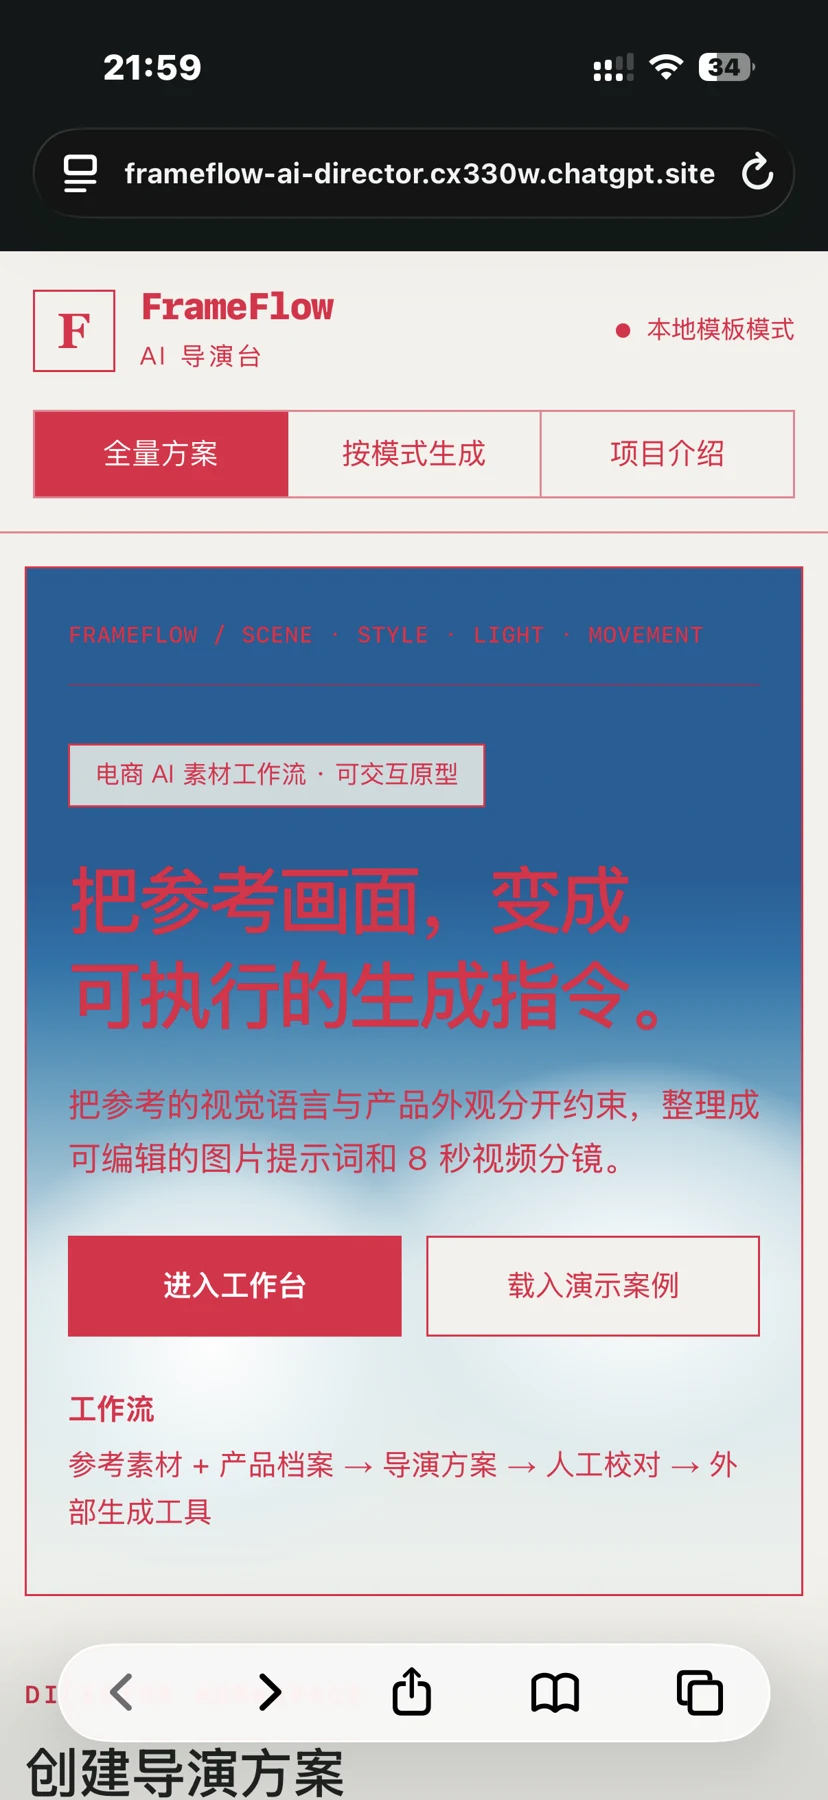 21:59
34
frameflow-ai-director.cx330w.chatgpt.site
F
FrameFlow
AI 导演台
本地模板模式
全量方案
按模式生成
项目介绍
FRAMEFLOW / SCENE · STYLE · LIGHT · MOVEMENT
电商 AI 素材工作流 · 可交互原型
把参考画面，变成
可执行的生成指令。
把参考的视觉语言与产品外观分开约束，整理成
可编辑的图片提示词和 8 秒视频分镜。
进入工作台
载入演示案例
工作流
参考素材 + 产品档案 → 导演方案 → 人工校对 → 外
部生成工具
创建导演方案